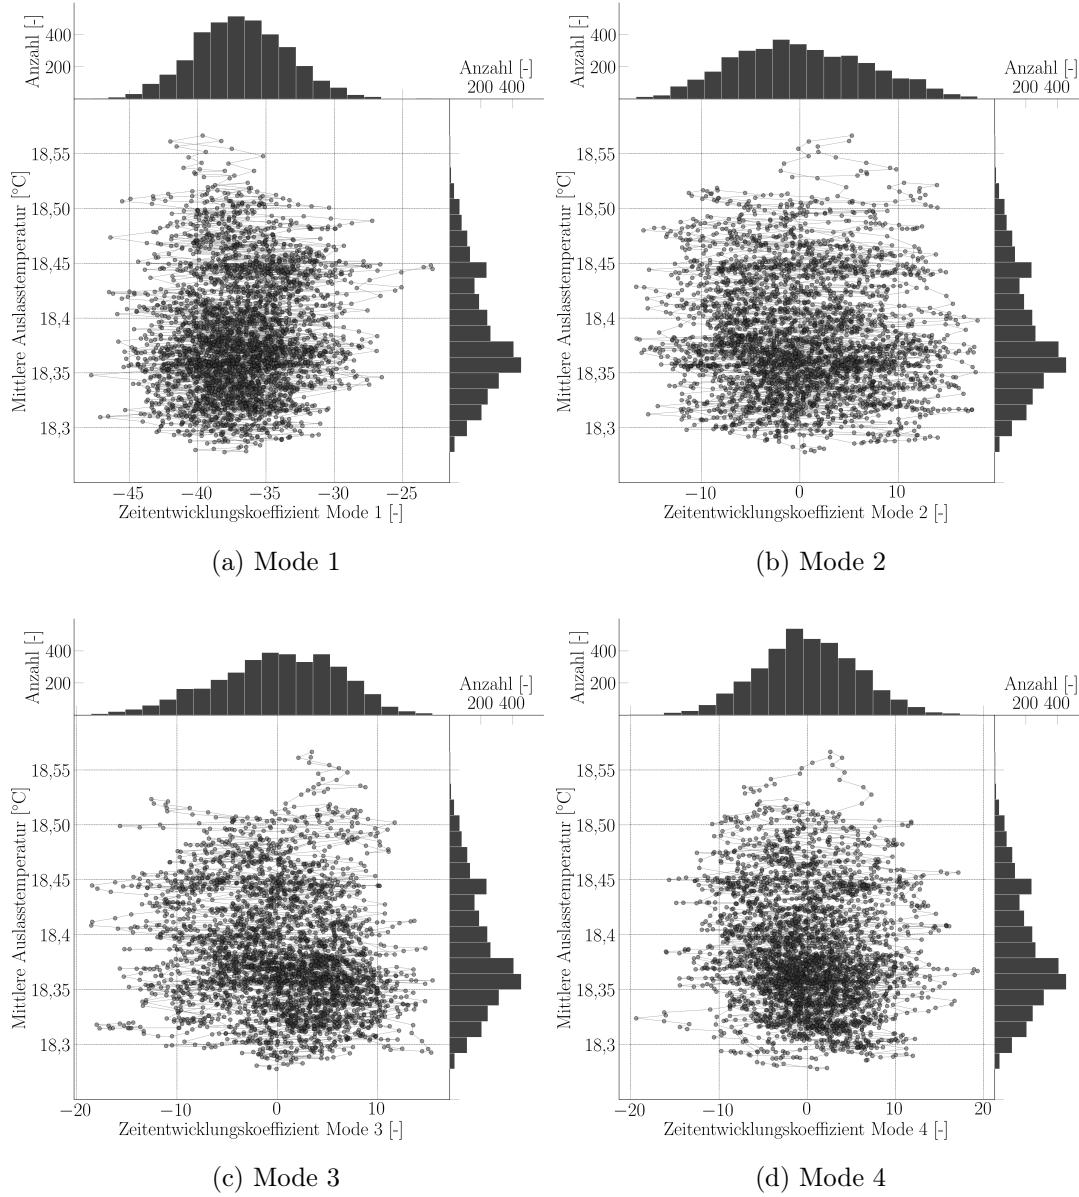 Anzahl [-]
400
200
Anzahl [-]
200 400
Mittlere Auslasstemperatur [°C]
18,55
18,50
18,45
18,4
18,35
18,3
−45 −40 −35 −30 −25
Zeitentwicklungskoeffizient Mode 1 [-]
(a) Mode 1
Anzahl [-]
400
200
Anzahl [-]
200 400
Mittlere Auslasstemperatur [°C]
18,55
18,50
18,45
18,4
18,35
18,3
−10 0 10
Zeitentwicklungskoeffizient Mode 2 [-]
(b) Mode 2
Anzahl [-]
400
200
Anzahl [-]
200 400
Mittlere Auslasstemperatur [°C]
18,55
18,50
18,45
18,4
18,35
18,3
−20 −10 0 10
Zeitentwicklungskoeffizient Mode 3 [-]
(c) Mode 3
Anzahl [-]
400
200
Anzahl [-]
200 400
Mittlere Auslasstemperatur [°C]
18,55
18,50
18,45
18,4
18,35
18,3
−20 −10 0 10 20
Zeitentwicklungskoeffizient Mode 4 [-]
(d) Mode 4